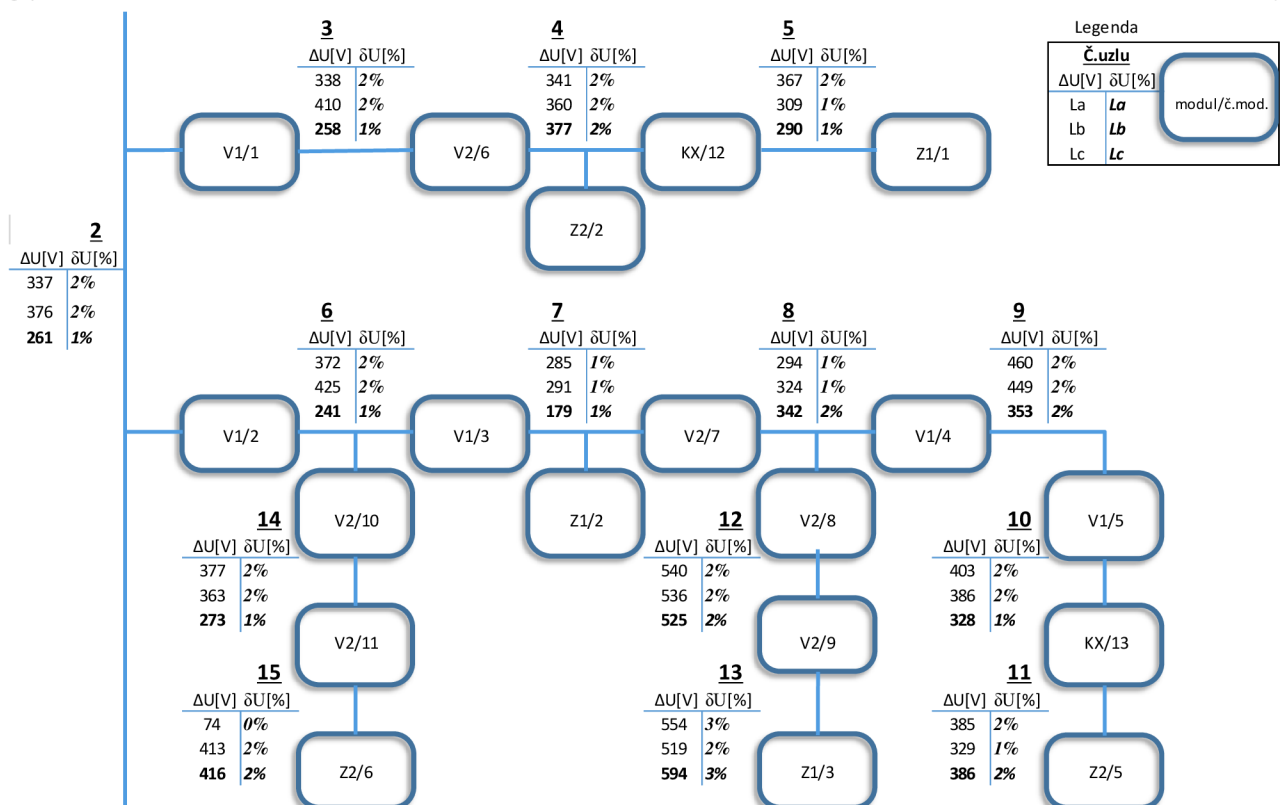 3 4 5 Legenda
ΔU[V] δU[%] ΔU[V] δU[%] ΔU[V] δU[%] Č.uzlu
338 2% 341 2% 367 2% ΔU[V] δU[%]
410 2% 360 2% 309 1% La La modul/č.mod.
258 1% 377 2% 290 1% Lb Lb
V1/1 V2/6 KX/12 Z1/1 Lc Lc
Z2/2
2
ΔU[V] δU[%]
337 2%
376 2%
261 1%
6 7 8 9
ΔU[V] δU[%] ΔU[V] δU[%] ΔU[V] δU[%] ΔU[V] δU[%]
372 2% 285 1% 294 1% 460 2%
425 2% 291 1% 324 1% 449 2%
241 1% 179 1% 342 2% 353 2%
V1/2 V1/3 V2/7 V1/4
14 V2/10 Z1/2 12 V2/8 10 V1/5
ΔU[V] δU[%] ΔU[V] δU[%] ΔU[V] δU[%]
377 2% 540 2% 403 2%
363 2% 536 2% 386 2%
273 1% 525 2% 328 1%
V2/11 V2/9 KX/13
15 13 11
ΔU[V] δU[%] ΔU[V] δU[%] ΔU[V] δU[%]
74 0% 554 3% 385 2%
413 2% 519 2% 329 1%
416 2% Z2/6 594 3% Z1/3 386 2% Z2/5